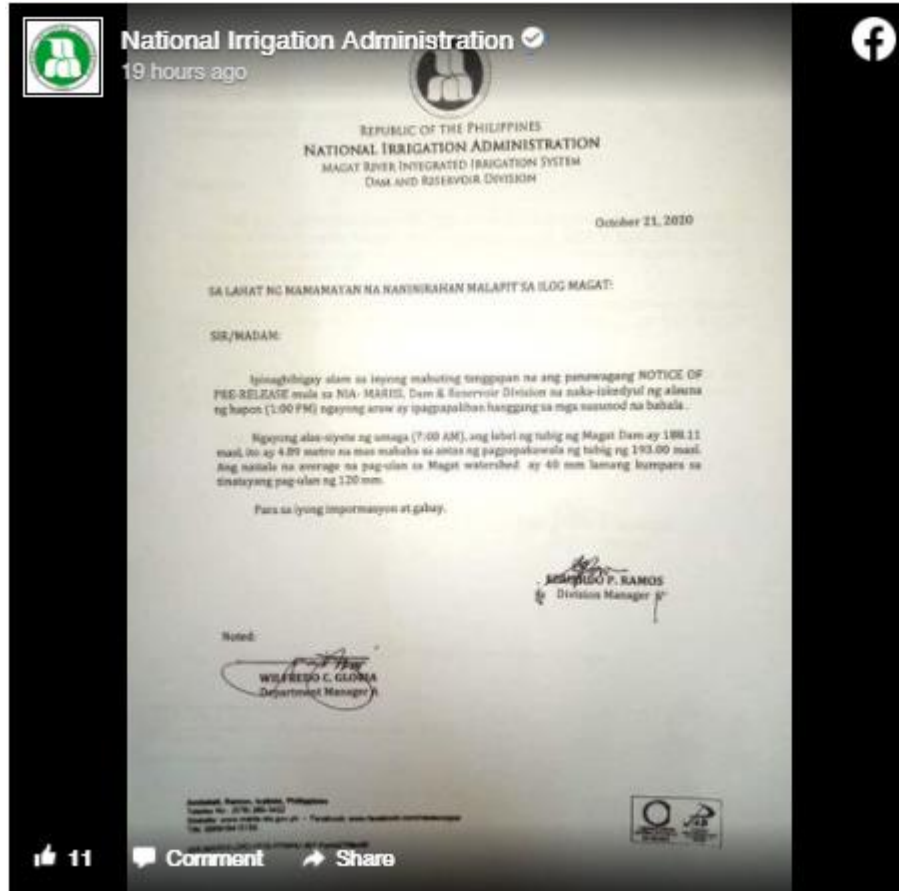 National Irrigation Administration
19 hours ago
REPUBLIC OF THE PHILIPPINES
NATIONAL IRRIGATION ADMINISTRATION
MAGAT RIVER INTEGRATED IRRIGATION SYSTEM
DAM AND RESERVOIR DIVISION
October 21, 2020
SA LAHAT NG MAMAMAYAN NA NANINIRAHAN MALAPIT SA ILOG MAGAT:
SIR/MADAM:
Ipinagbibigay alam sa inyong mabuting tanggapan na ang panawagang NOTICE OF
PRE-RELEASE mula sa NIA- MARIIS, Dam & Reservoir Division na naka-iskedyul ng alauna
ng hapon (1:00 PM) ngayong araw ay ipagpapaliban hanggang sa mga susunod na babala .
Ngayong alas-siyete ng umaga (7:00 AM), ang lebel ng tubig ng Magat Dam ay 188.11
masl, ito ay 4.89 metro na mas mababa sa antas ng pagpapakawala ng tubig ng 193.00 masl.
Ang naitala na average na pag-ulan sa Magat watershed ay 40 mm lamang kumpara sa
tinatayang pag-ulan ng 120 mm.
Para sa iyong impormasyon at gabay.
P. RAMOS
Division Manager
Noted:
WILFREDO C. GLORIA
Department Manager A
Ramon, Isabela, Philippines
11 Comment Share